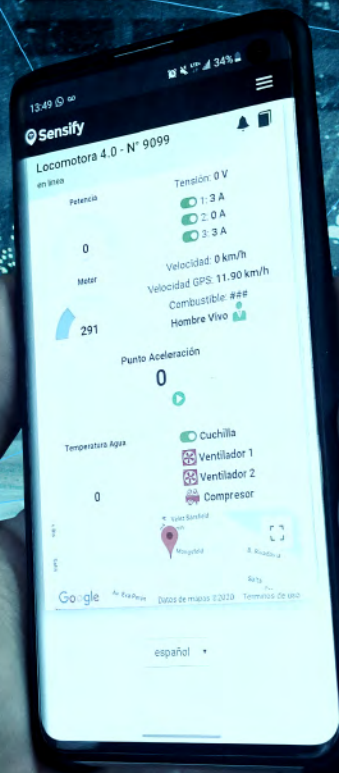 13:49
34%
Sensify
Locomotora 4.0 - N° 9099
en linea
Potencia
0
Tensión: 0 V
1: 3 A
2: 0 A
3: 3 A
Motor
291
Velocidad: 0 km/h
Velocidad GPS: 11.90 km/h
Combustible: ###
Hombre Vivo
Punto Aceleración
0
Temperatura Agua
0
Cuchilla
Ventilador 1
Ventilador 2
Compresor
Google
Datos de mapas ©2020
Términos de uso
español